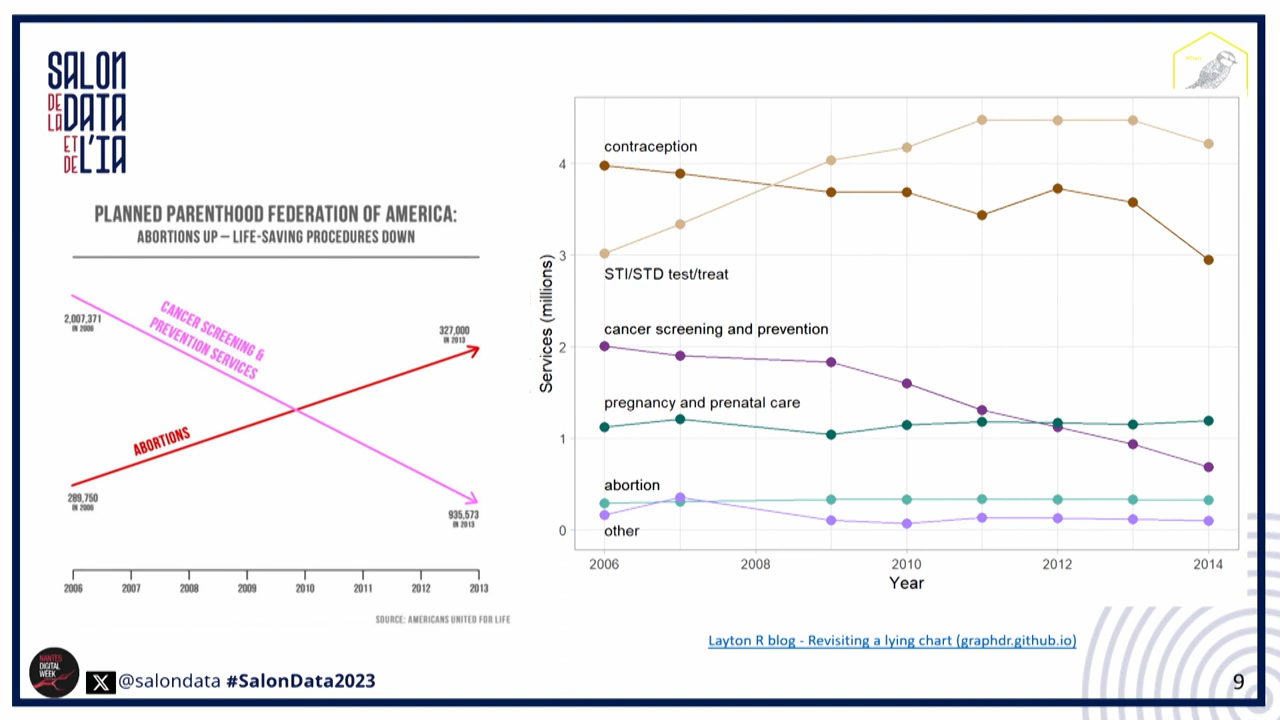 SALON
DE LA DATA
ET DE L'IA
PLANNED PARENTHOOD FEDERATION OF AMERICA:
ABORTIONS UP – LIFE-SAVING PROCEDURES DOWN
2,007,371
IN 2006
CANCER SCREENING &
PREVENTION SERVICES
327,000
IN 2013
ABORTIONS
289,750
IN 2006
935,573
IN 2013
2006 2007 2008 2009 2010 2011 2012 2013
SOURCE: AMERICANS UNITED FOR LIFE
Services (millions)
4
3
2
1
0
contraception
STI/STD test/treat
cancer screening and prevention
pregnancy and prenatal care
abortion
other
2006 2008 2010 2012 2014
Year
Layton R blog - Revisiting a lying chart (graphdr.github.io)
NANTES
DIGITAL
WEEK
X @salondata #SalonData2023
9